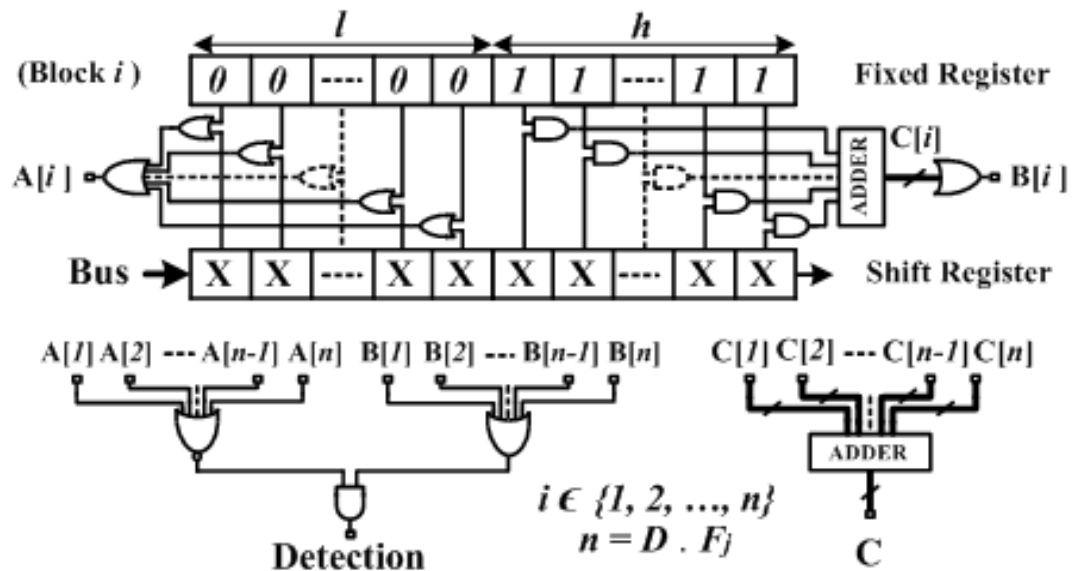 l h
(Block i ) 0 0 ---- 0 0 1 1 ---- 1 1 Fixed Register
C[i]
A[i ] ADDER B[i ]
Bus X X ---- X X X X ---- X X Shift Register
A[1] A[2] ---- A[n-1] A[n] B[1] B[2] ---- B[n-1] B[n] C[1] C[2] ---- C[n-1] C[n]
ADDER
i ϵ {1, 2, ..., n}
n = D . Fj
Detection C